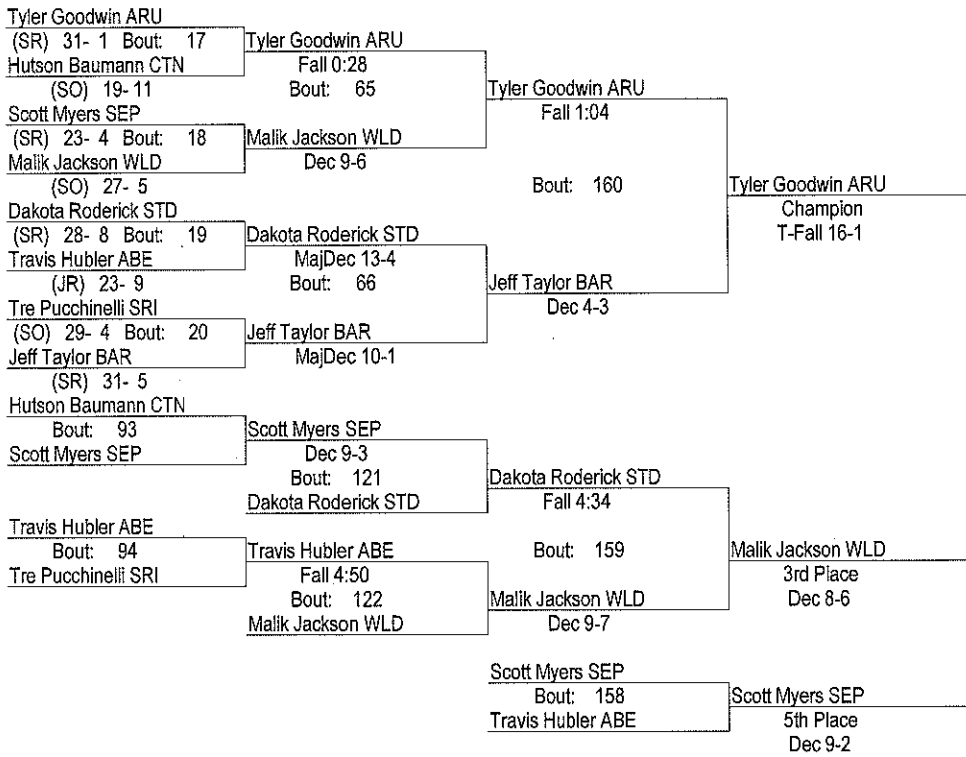 Tyler Goodwin ARU
(SR) 31- 1 Bout: 17
Hutson Baumann CTN
(SO) 19- 11
Scott Myers SEP
(SR) 23- 4 Bout: 18
Malik Jackson WLD
(SO) 27- 5
Dakota Roderick STD
(SR) 28- 8 Bout: 19
Travis Hubler ABE
(JR) 23- 9
Tre Pucchinelli SRI
(SO) 29- 4 Bout: 20
Jeff Taylor BAR
(SR) 31- 5
Tyler Goodwin ARU
Fall 0:28
Bout: 65
Malik Jackson WLD
Dec 9-6
Dakota Roderick STD
MajDec 13-4
Bout: 66
Jeff Taylor BAR
MajDec 10-1
Tyler Goodwin ARU
Fall 1:04
Bout: 160
Jeff Taylor BAR
Dec 4-3
Tyler Goodwin ARU
Champion
T-Fall 16-1
Hutson Baumann CTN
Bout: 93
Scott Myers SEP
Travis Hubler ABE
Bout: 94
Tre Pucchinelli SRI
Scott Myers SEP
Dec 9-3
Bout: 121
Dakota Roderick STD
Travis Hubler ABE
Fall 4:50
Bout: 122
Malik Jackson WLD
Dakota Roderick STD
Fall 4:34
Bout: 159
Malik Jackson WLD
Dec 9-7
Malik Jackson WLD
3rd Place
Dec 8-6
Scott Myers SEP
Bout: 158
Travis Hubler ABE
Scott Myers SEP
5th Place
Dec 9-2